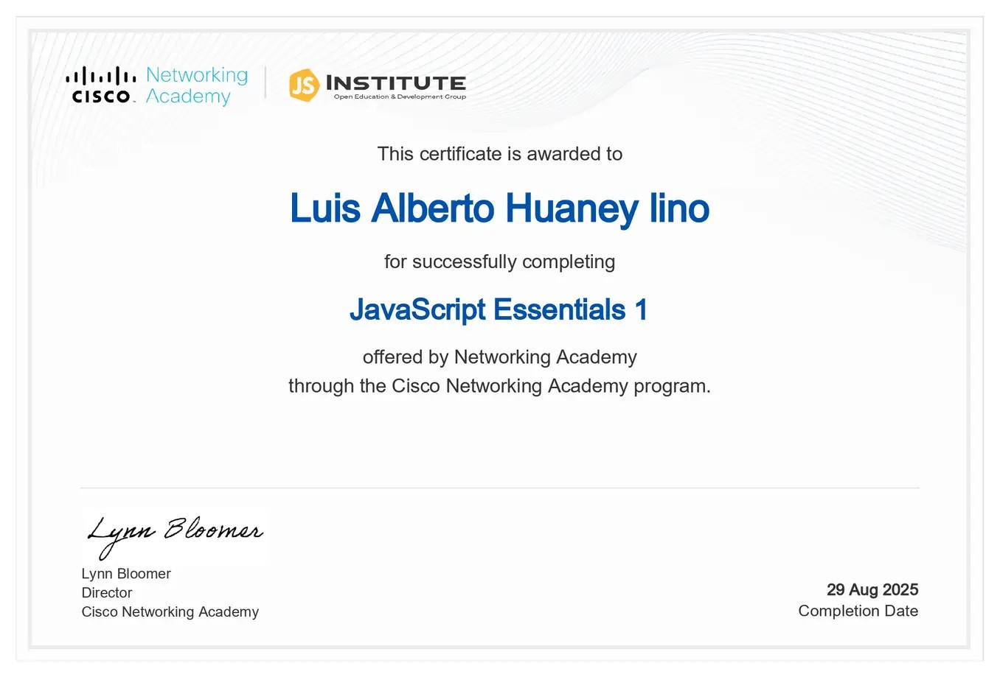 CISCO Networking Academy
JS INSTITUTE
Open Education & Development Group
This certificate is awarded to
Luis Alberto Huaney lino
for successfully completing
JavaScript Essentials 1
offered by Networking Academy
through the Cisco Networking Academy program.
Lynn Bloomer
Lynn Bloomer
Director
Cisco Networking Academy
29 Aug 2025
Completion Date